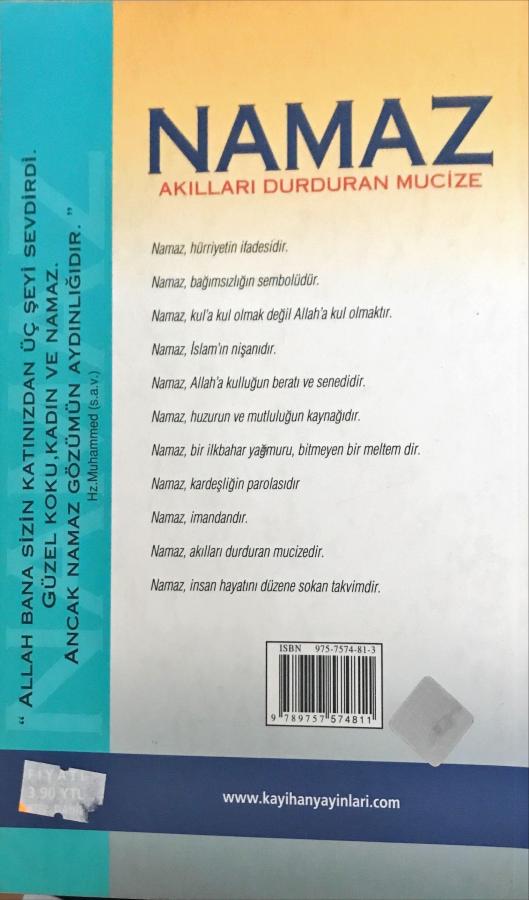 NAMAZ
AKILLARI DURDURAN MUCİZE
Namaz, hürriyetin ifadesidir.
Namaz, bağımsızlığın sembolüdür.
Namaz, kul'a kul olmak değil Allah'a kul olmaktır.
Namaz, İslam'ın nişanıdır.
Namaz, Allah'a kulluğun beratı ve senedidir.
Namaz, huzurun ve mutluluğun kaynağıdır.
Namaz, bir ilkbahar yağmuru, bitmeyen bir meltem dir.
Namaz, kardeşliğin parolasıdır
Namaz, imandandır.
Namaz, akılları durduran mucizedir.
Namaz, insan hayatını düzene sokan takvimdir.
" ALLAH BANA SİZİN KATINIZDAN ÜÇ ŞEYİ SEVDİRDİ.
GÜZEL KOKU,KADIN VE NAMAZ.
ANCAK NAMAZ GÖZÜMÜN AYDINLIĞIDIR. "
Hz.Muhammed (s.a.v.)
NAMAZ
ISBN 975-7574-81-3
9 789757 574811
FİYATI
3.90 YTL
www.kayihanyayinlari.com